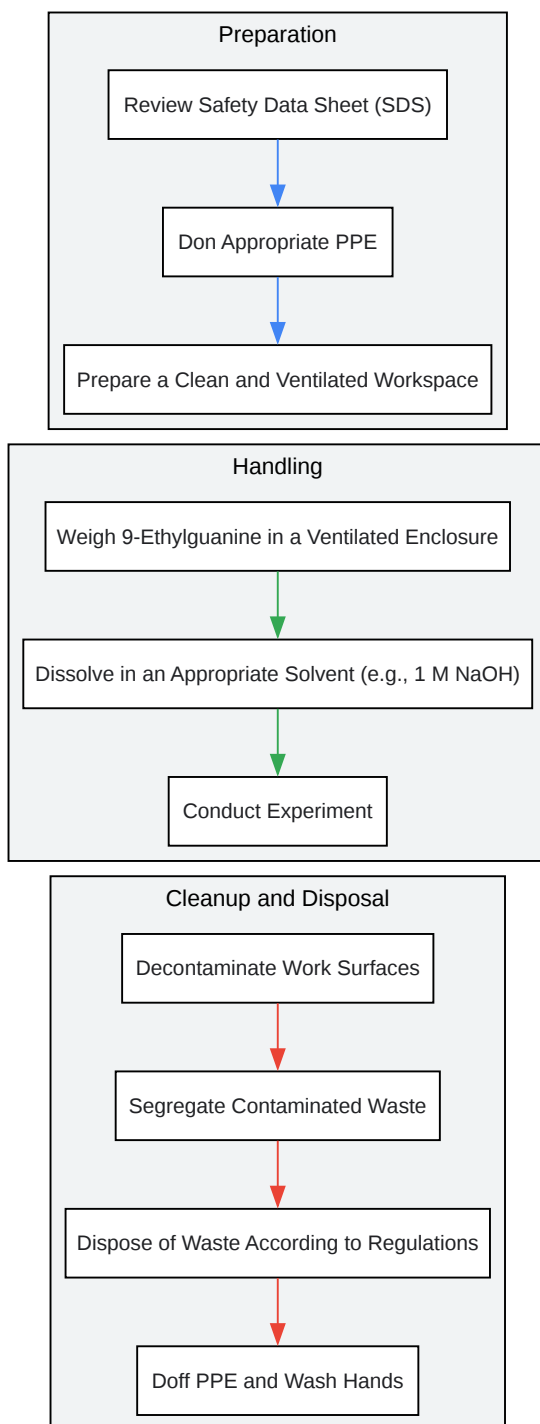 Preparation
Review Safety Data Sheet (SDS)
Don Appropriate PPE
Prepare a Clean and Ventilated Workspace
Handling
Weigh 9-Ethylguanine in a Ventilated Enclosure
Dissolve in an Appropriate Solvent (e.g., 1 M NaOH)
Conduct Experiment
Cleanup and Disposal
Decontaminate Work Surfaces
Segregate Contaminated Waste
Dispose of Waste According to Regulations
Doff PPE and Wash Hands